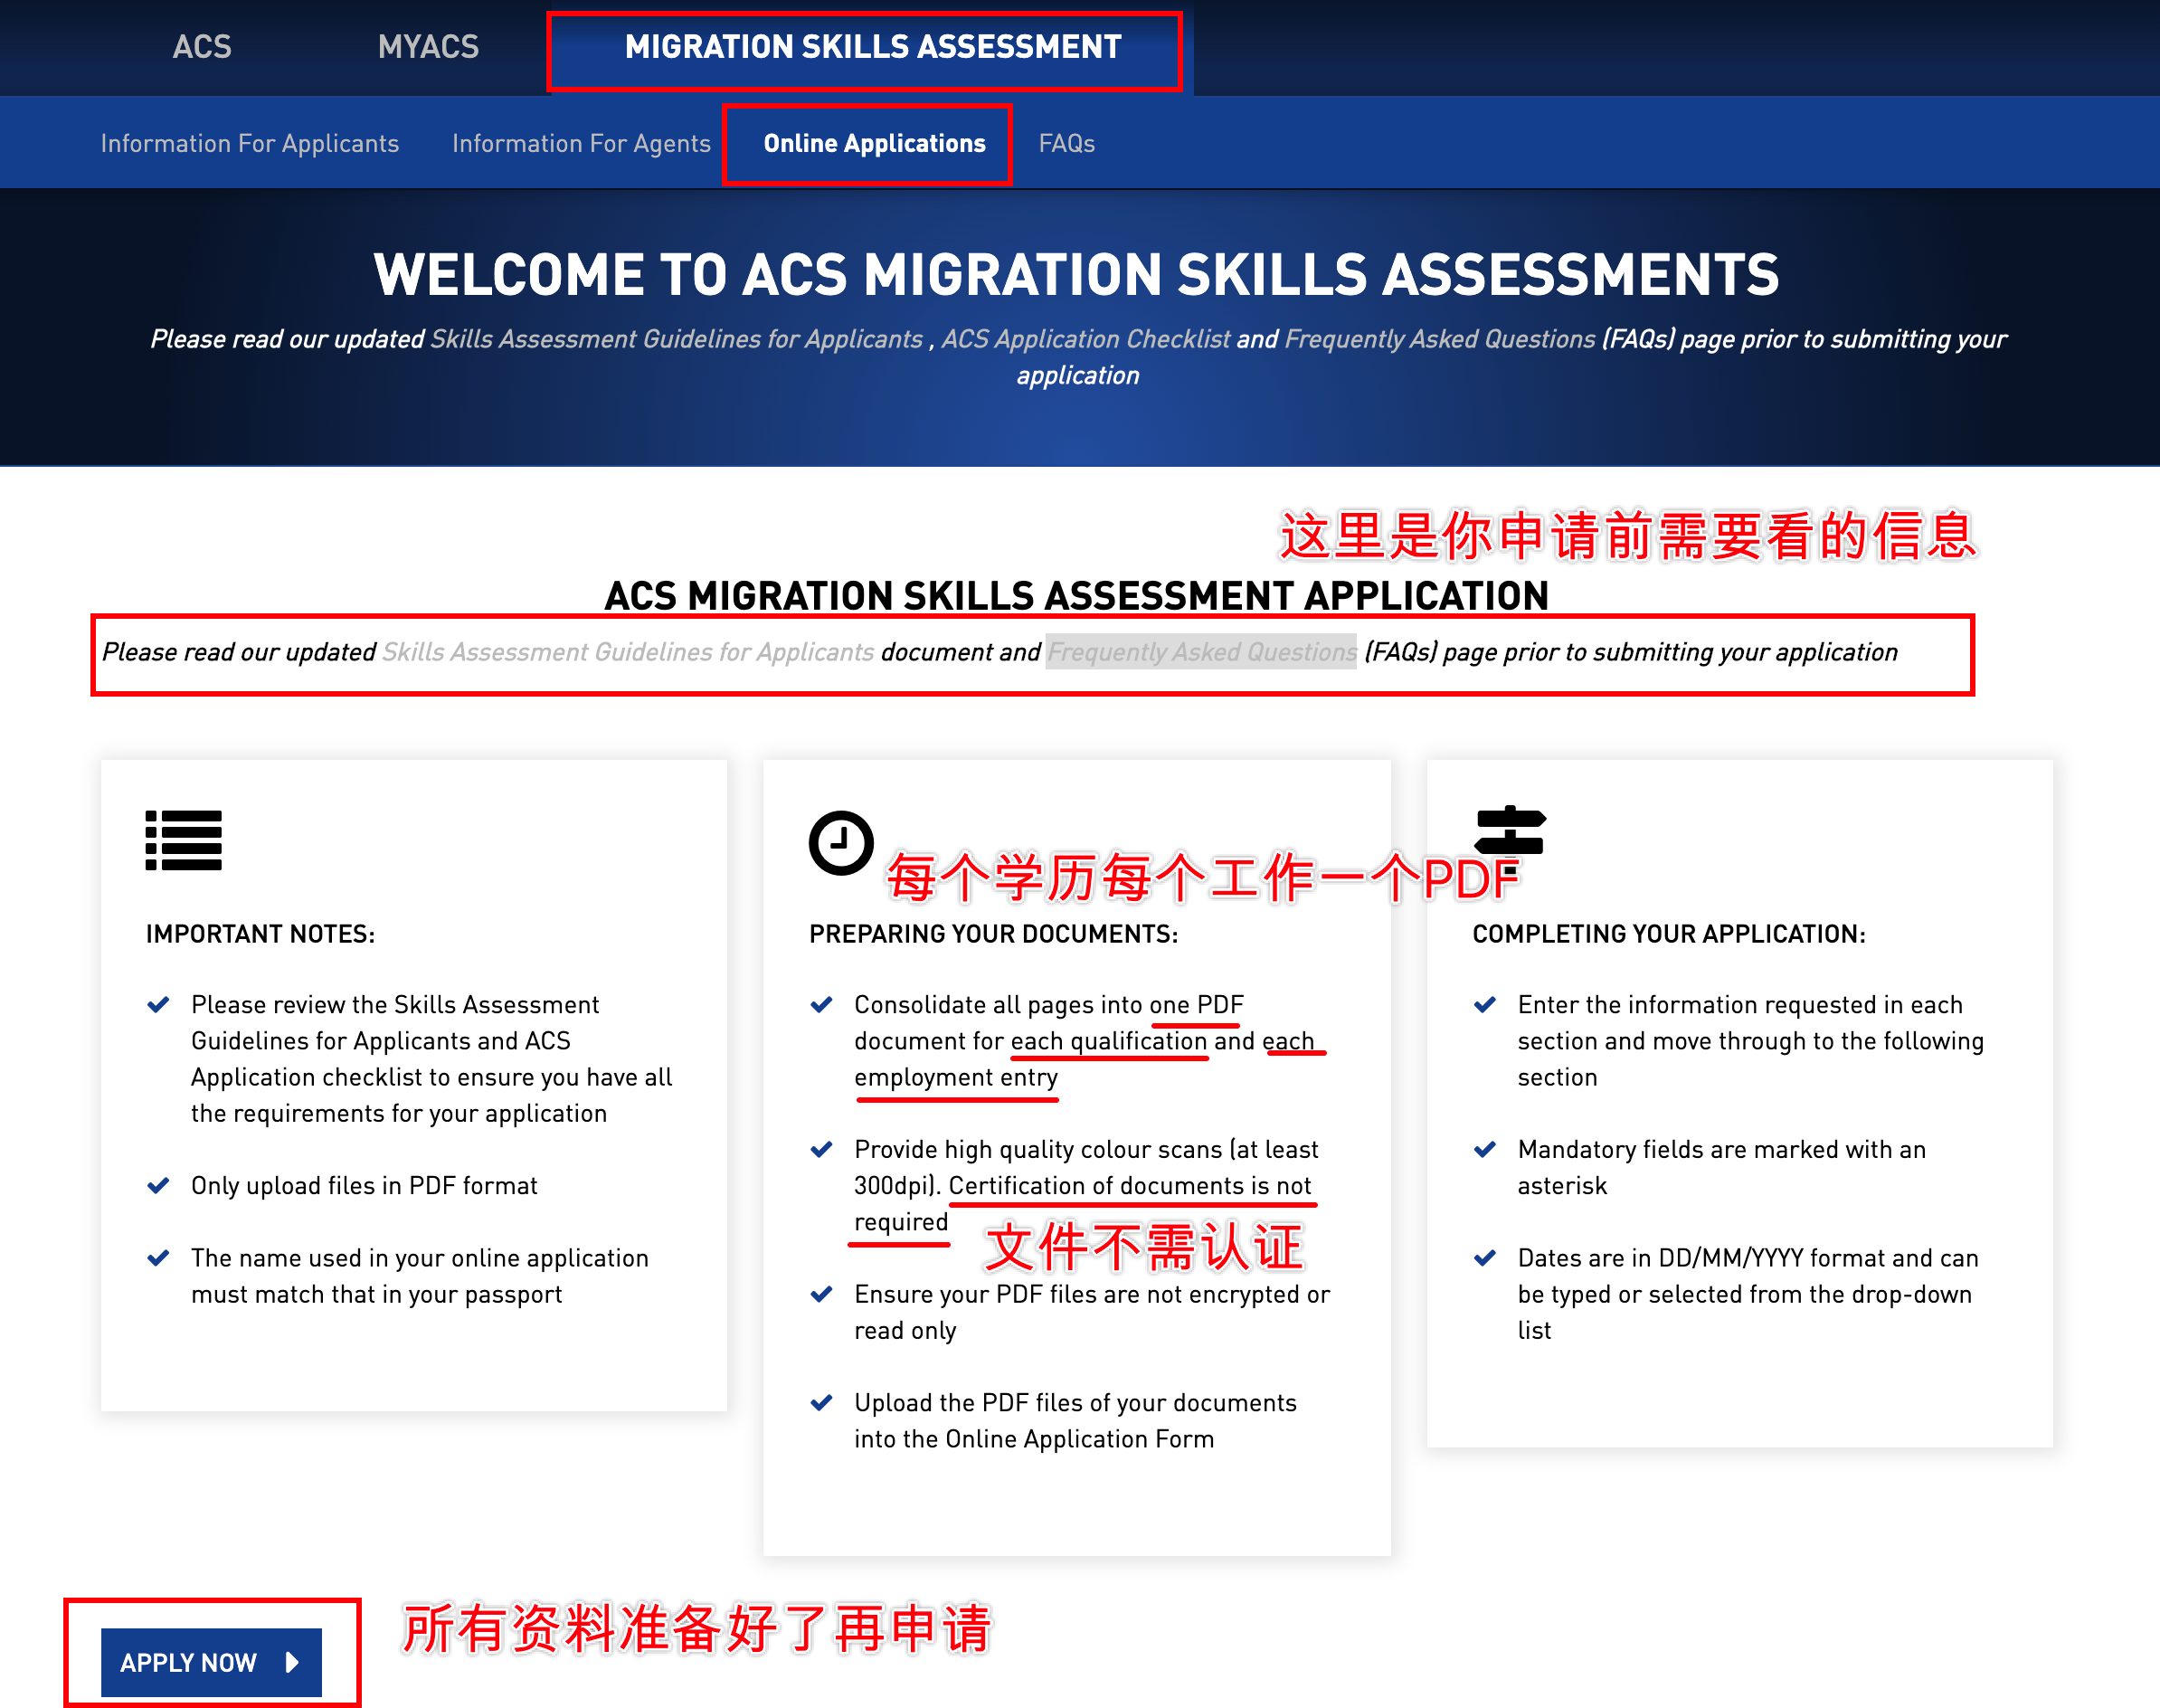 ACS MYACS MIGRATION SKILLS ASSESSMENT
Information For Applicants Information For Agents Online Applications FAQs
WELCOME TO ACS MIGRATION SKILLS ASSESSMENTS
Please read our updated Skills Assessment Guidelines for Applicants , ACS Application Checklist and Frequently Asked Questions (FAQs) page prior to submitting your
application
这里是你申请前需要看的信息
ACS MIGRATION SKILLS ASSESSMENT APPLICATION
Please read our updated Skills Assessment Guidelines for Applicants document and Frequently Asked Questions (FAQs) page prior to submitting your application
IMPORTANT NOTES:
Please review the Skills Assessment
Guidelines for Applicants and ACS
Application checklist to ensure you have all
the requirements for your application
Only upload files in PDF format
The name used in your online application
must match that in your passport
每个学历每个工作一个PDF
PREPARING YOUR DOCUMENTS:
Consolidate all pages into one PDF
document for each qualification and each
employment entry
Provide high quality colour scans (at least
300dpi). Certification of documents is not
required
文件不需认证
Ensure your PDF files are not encrypted or
read only
Upload the PDF files of your documents
into the Online Application Form
COMPLETING YOUR APPLICATION:
Enter the information requested in each
section and move through to the following
section
Mandatory fields are marked with an
asterisk
Dates are in DD/MM/YYYY format and can
be typed or selected from the drop-down
list
所有资料准备好了再申请
APPLY NOW